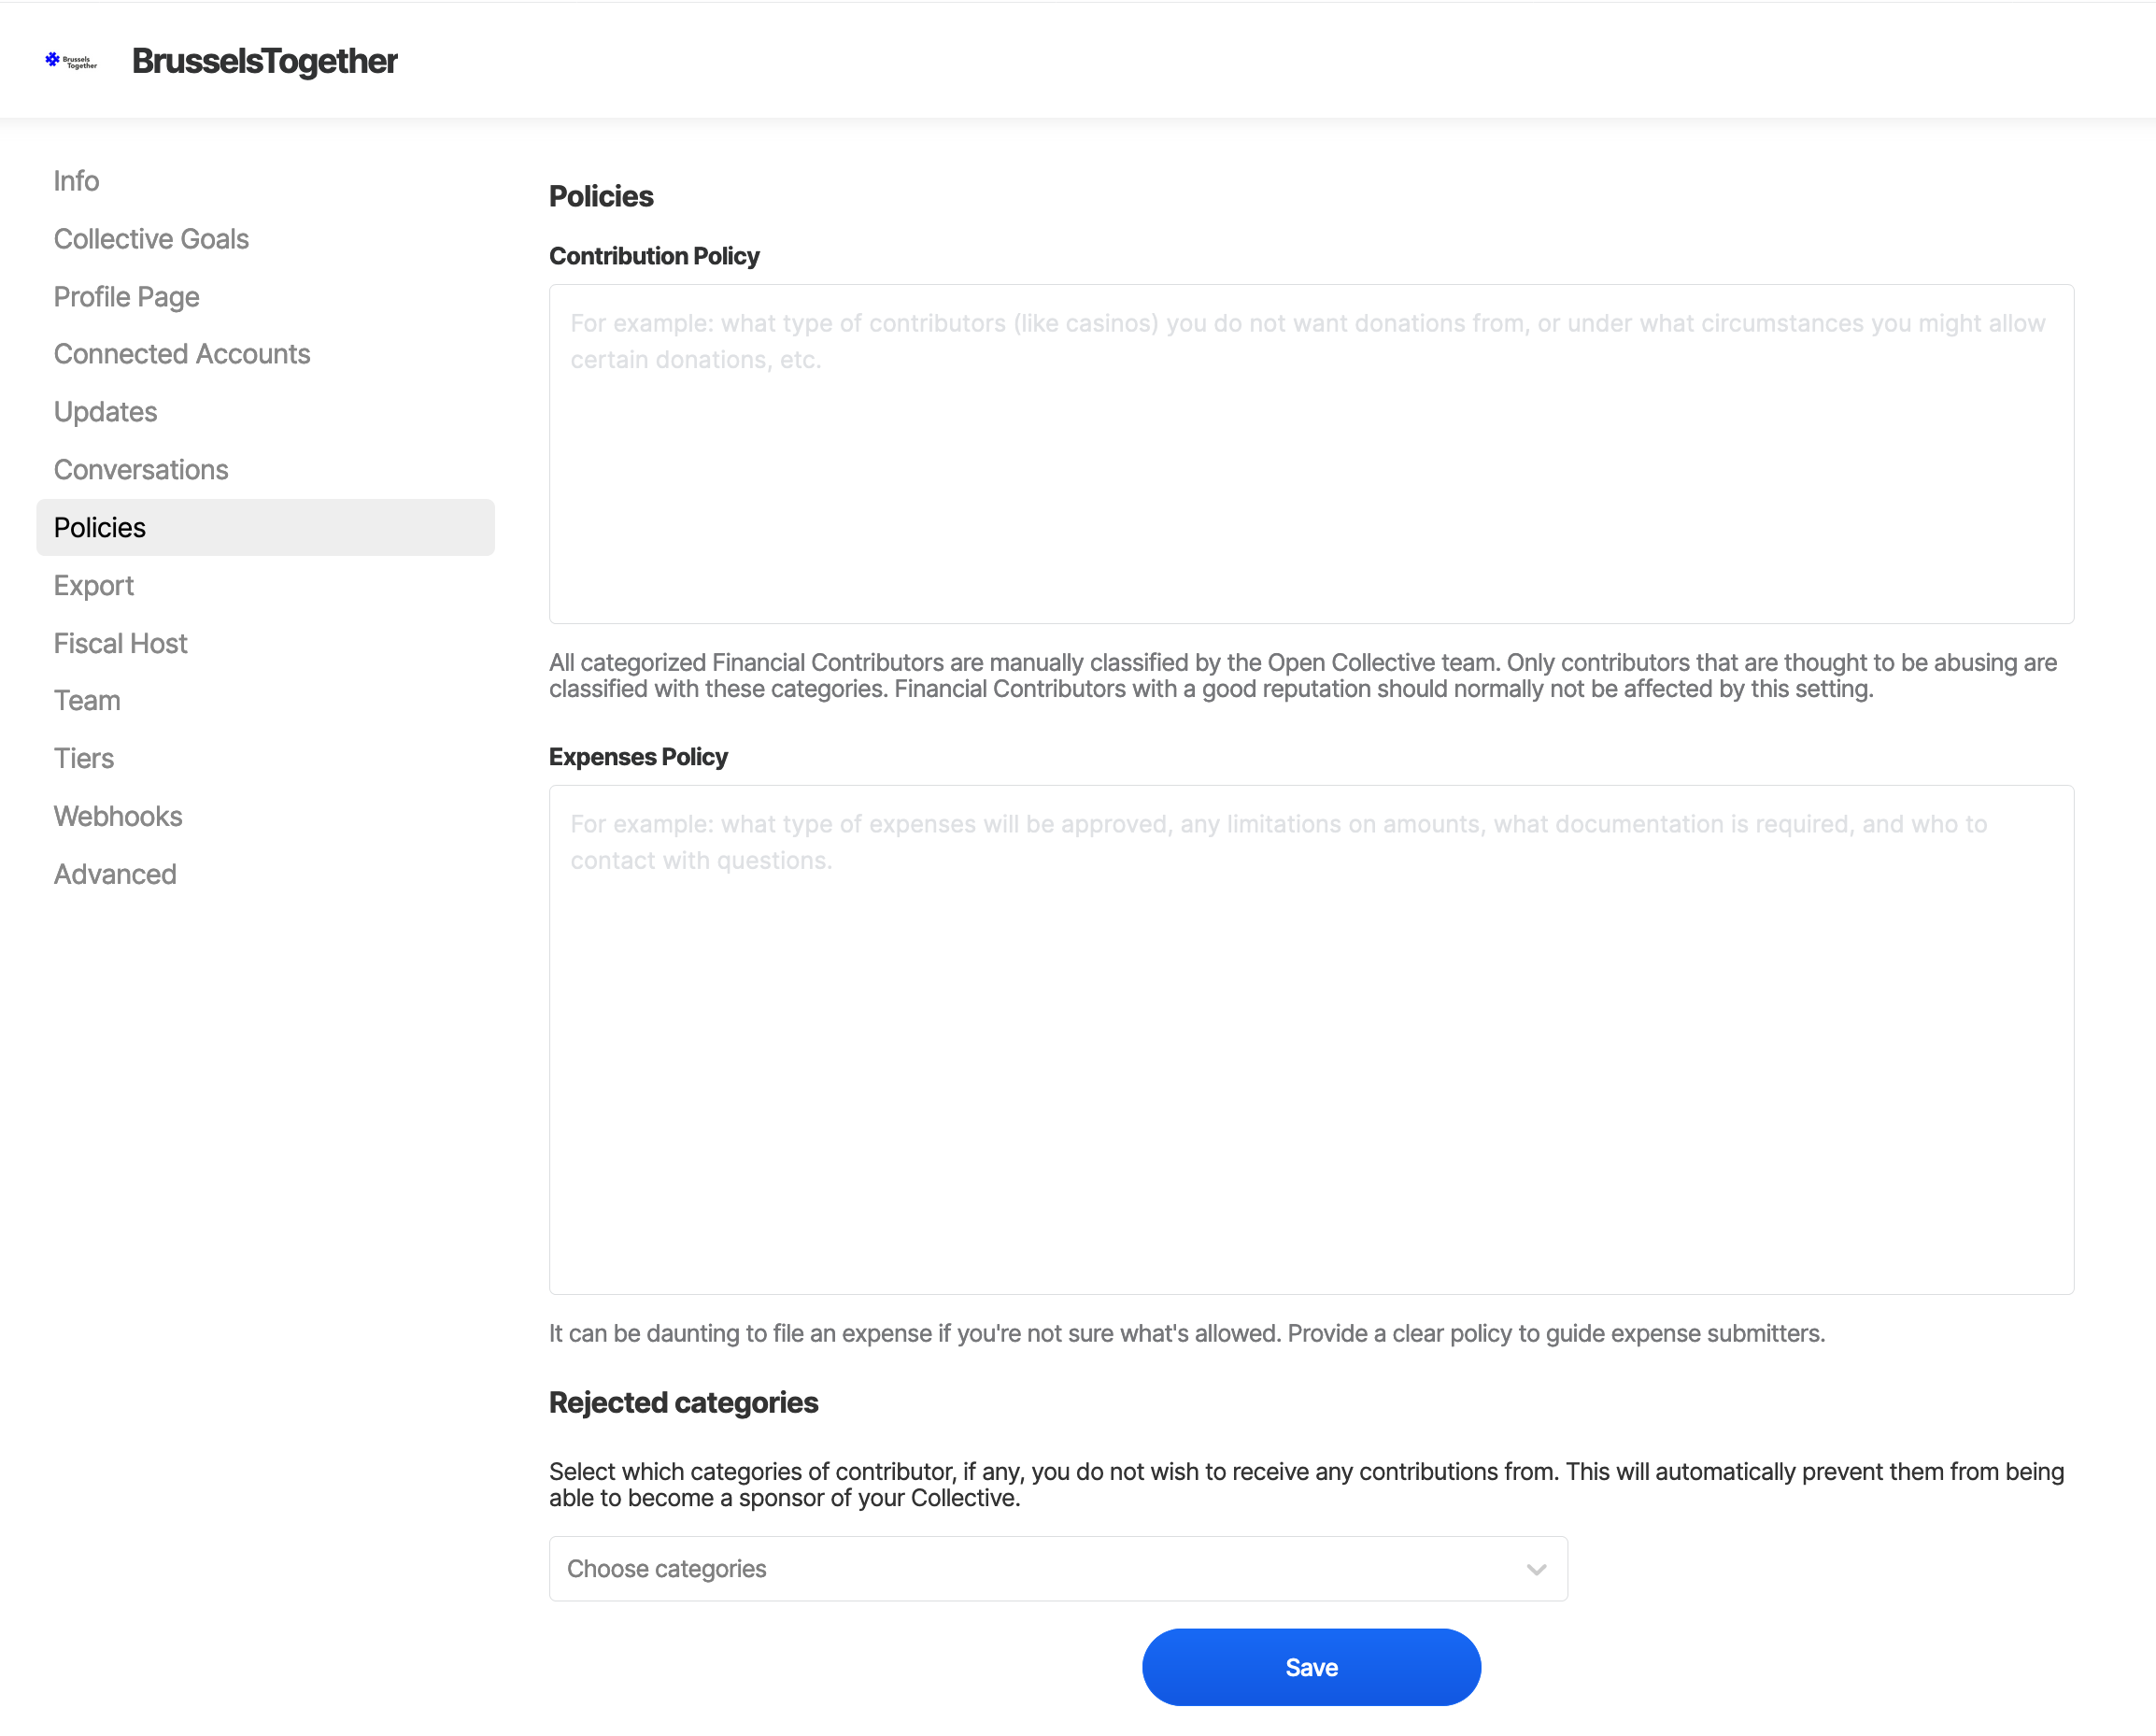 Brussels
Together
BrusselsTogether
Info
Collective Goals
Profile Page
Connected Accounts
Updates
Conversations
Policies
Export
Fiscal Host
Team
Tiers
Webhooks
Advanced
Policies
Contribution Policy
For example: what type of contributors (like casinos) you do not want donations from, or under what circumstances you might allow
certain donations, etc.
All categorized Financial Contributors are manually classified by the Open Collective team. Only contributors that are thought to be abusing are
classified with these categories. Financial Contributors with a good reputation should normally not be affected by this setting.
Expenses Policy
For example: what type of expenses will be approved, any limitations on amounts, what documentation is required, and who to
contact with questions.
It can be daunting to file an expense if you're not sure what's allowed. Provide a clear policy to guide expense submitters.
Rejected categories
Select which categories of contributor, if any, you do not wish to receive any contributions from. This will automatically prevent them from being
able to become a sponsor of your Collective.
Choose categories
Save